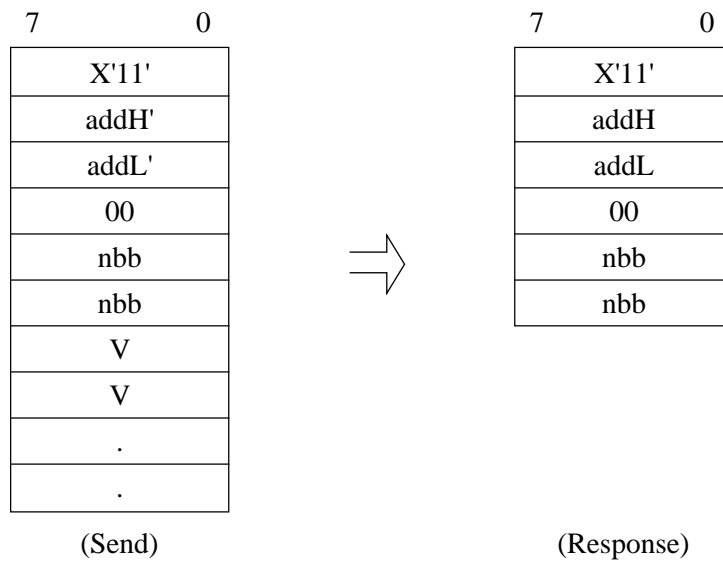 7 0
X'11'
addH'
addL'
00
nbb
nbb
V
V
.
.
(Send)
7 0
X'11'
addH
addL
00
nbb
nbb
(Response)